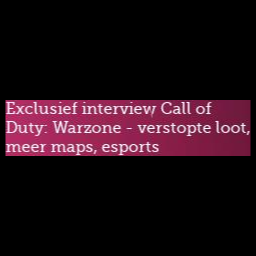 Exclusief interview Call of
Duty: Warzone - verstopte loot,
meer maps, esports